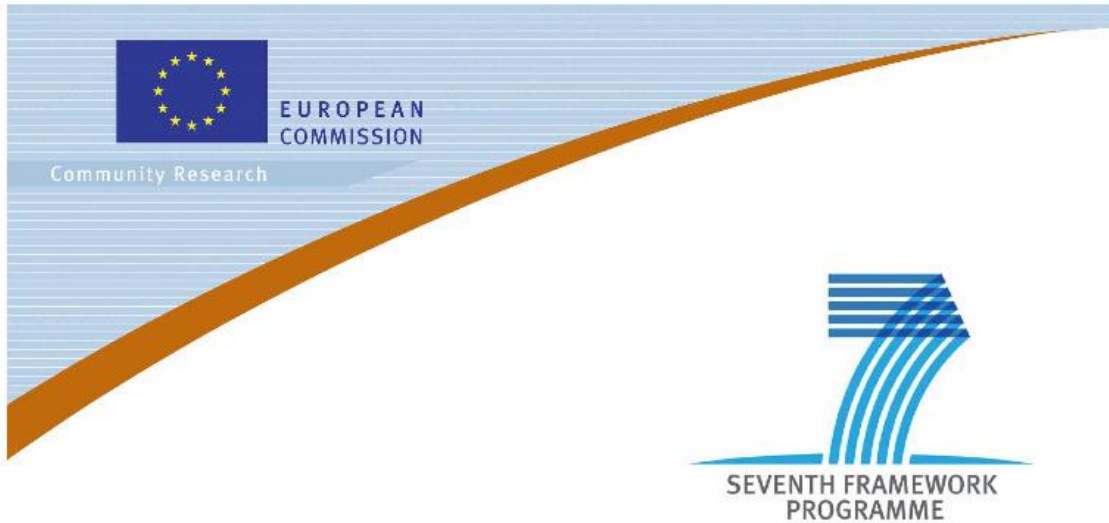 EUROPEAN
COMMISSION
Community Research
SEVENTH FRAMEWORK
PROGRAMME